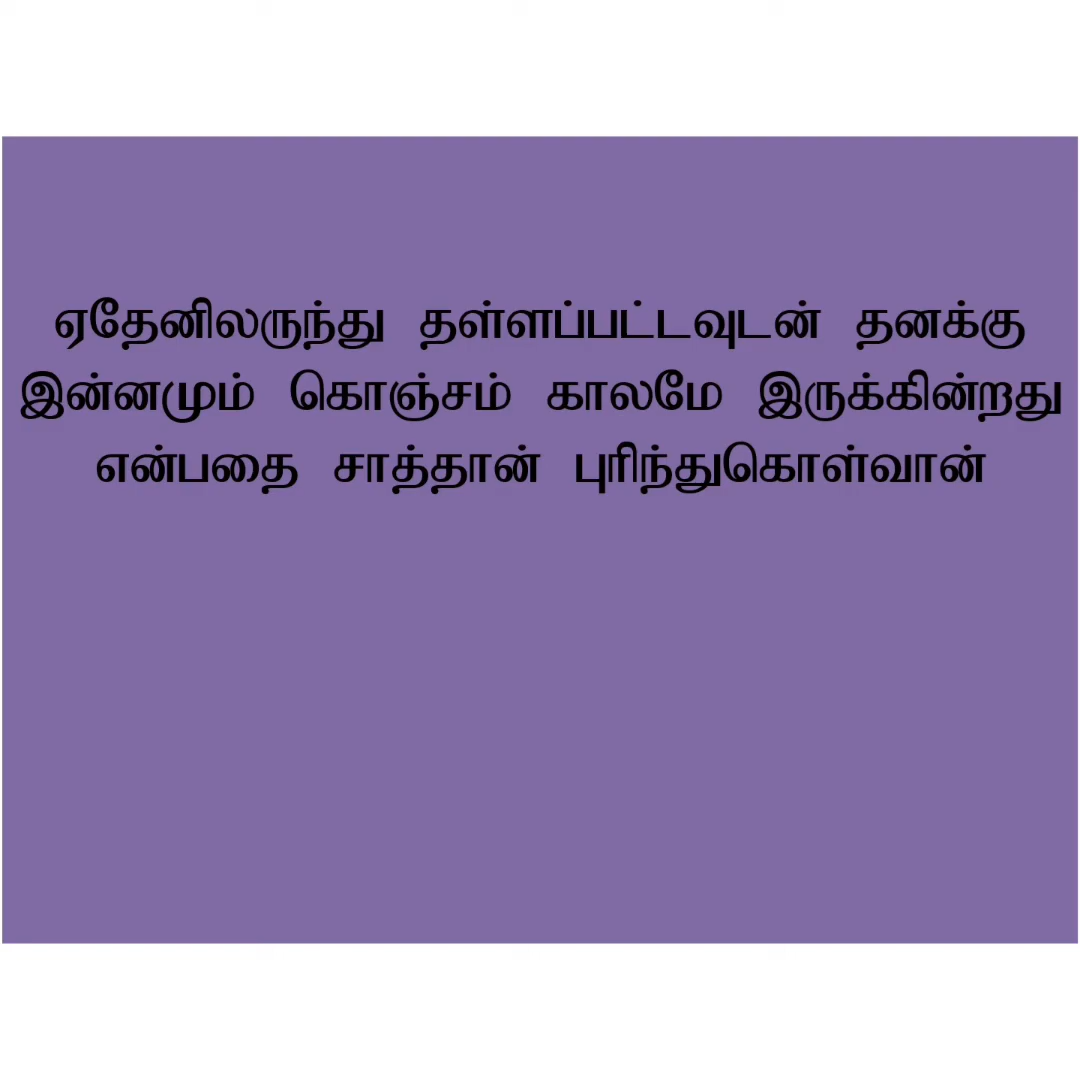 ஏதேனிலருந்து தள்ளப்பட்டவுடன் தனக்கு
இன்னமும் கொஞ்சம் காலமே இருக்கின்றது
என்பதை சாத்தான் புரிந்துகொள்வான்